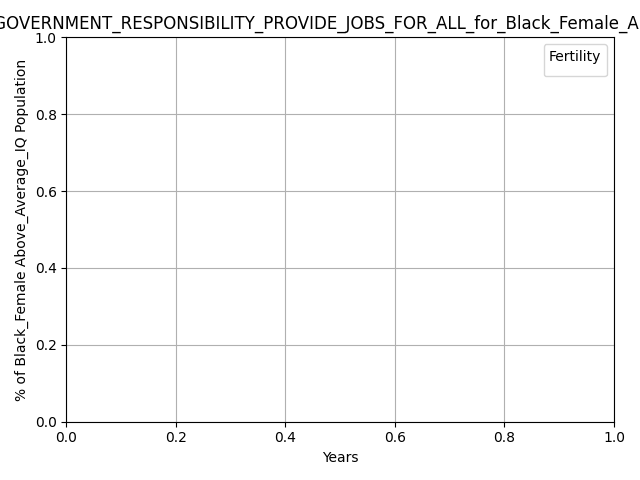 GOVERNMENT_RESPONSIBILITY_PROVIDE_JOBS_FOR_ALL_for_Black_Female_A
1.0
Fertility
0.8
0.6
0.4
0.2
0.0
% of Black_Female Above_Average_IQ Population
0.0 0.2 0.4 0.6 0.8 1.0
Years